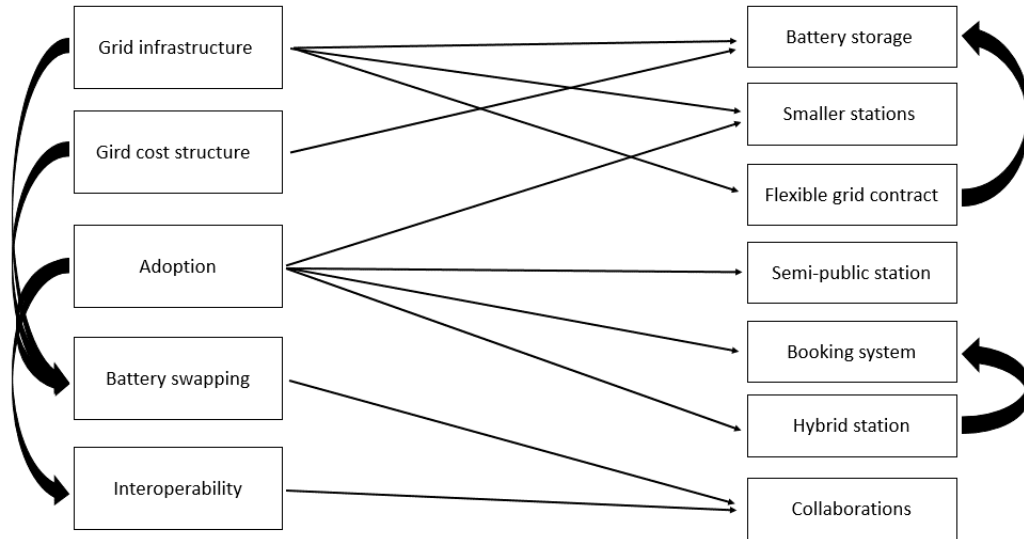 Grid infrastructure
Gird cost structure
Adoption
Battery swapping
Interoperability
Battery storage
Smaller stations
Flexible grid contract
Semi-public station
Booking system
Hybrid station
Collaborations